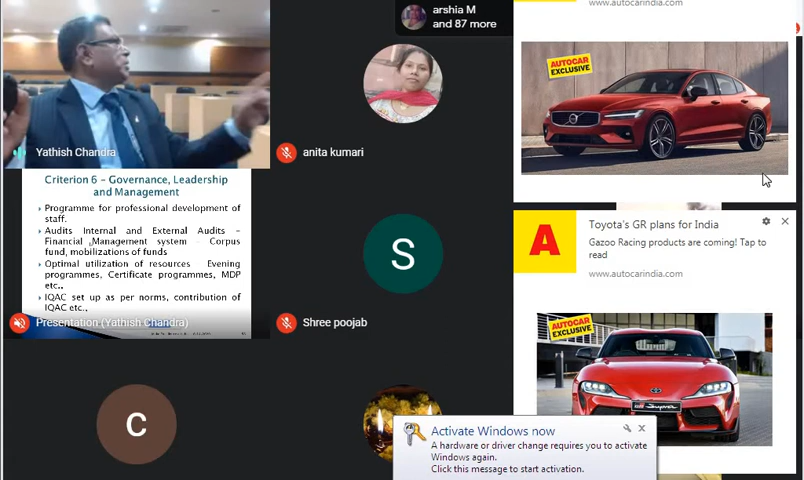 arshia M
and 87 more
www.autocarindia.com
AUTOCAR
EXCLUSIVE
Yathish Chandra
anita kumari
Criterion 6 – Governance, Leadership
and Management
Programme for professional development of
staff.
Audits Internal and External Audits –
Financial Management system – Corpus
fund, mobilizations of funds
Optimal utilization of resources – Evening
programmes, Certificate programmes, MDP
etc..
IQAC set up as per norms, contribution of
IQAC etc.,
Presentation (Yathish Chandra)
S
Shree poojab
A
Toyota's GR plans for India
Gazoo Racing products are coming! Tap to
read
www.autocarindia.com
AUTOCAR
EXCLUSIVE
GR Supra
C
Activate Windows now
A hardware or driver change requires you to activate
Windows again.
Click this message to start activation.